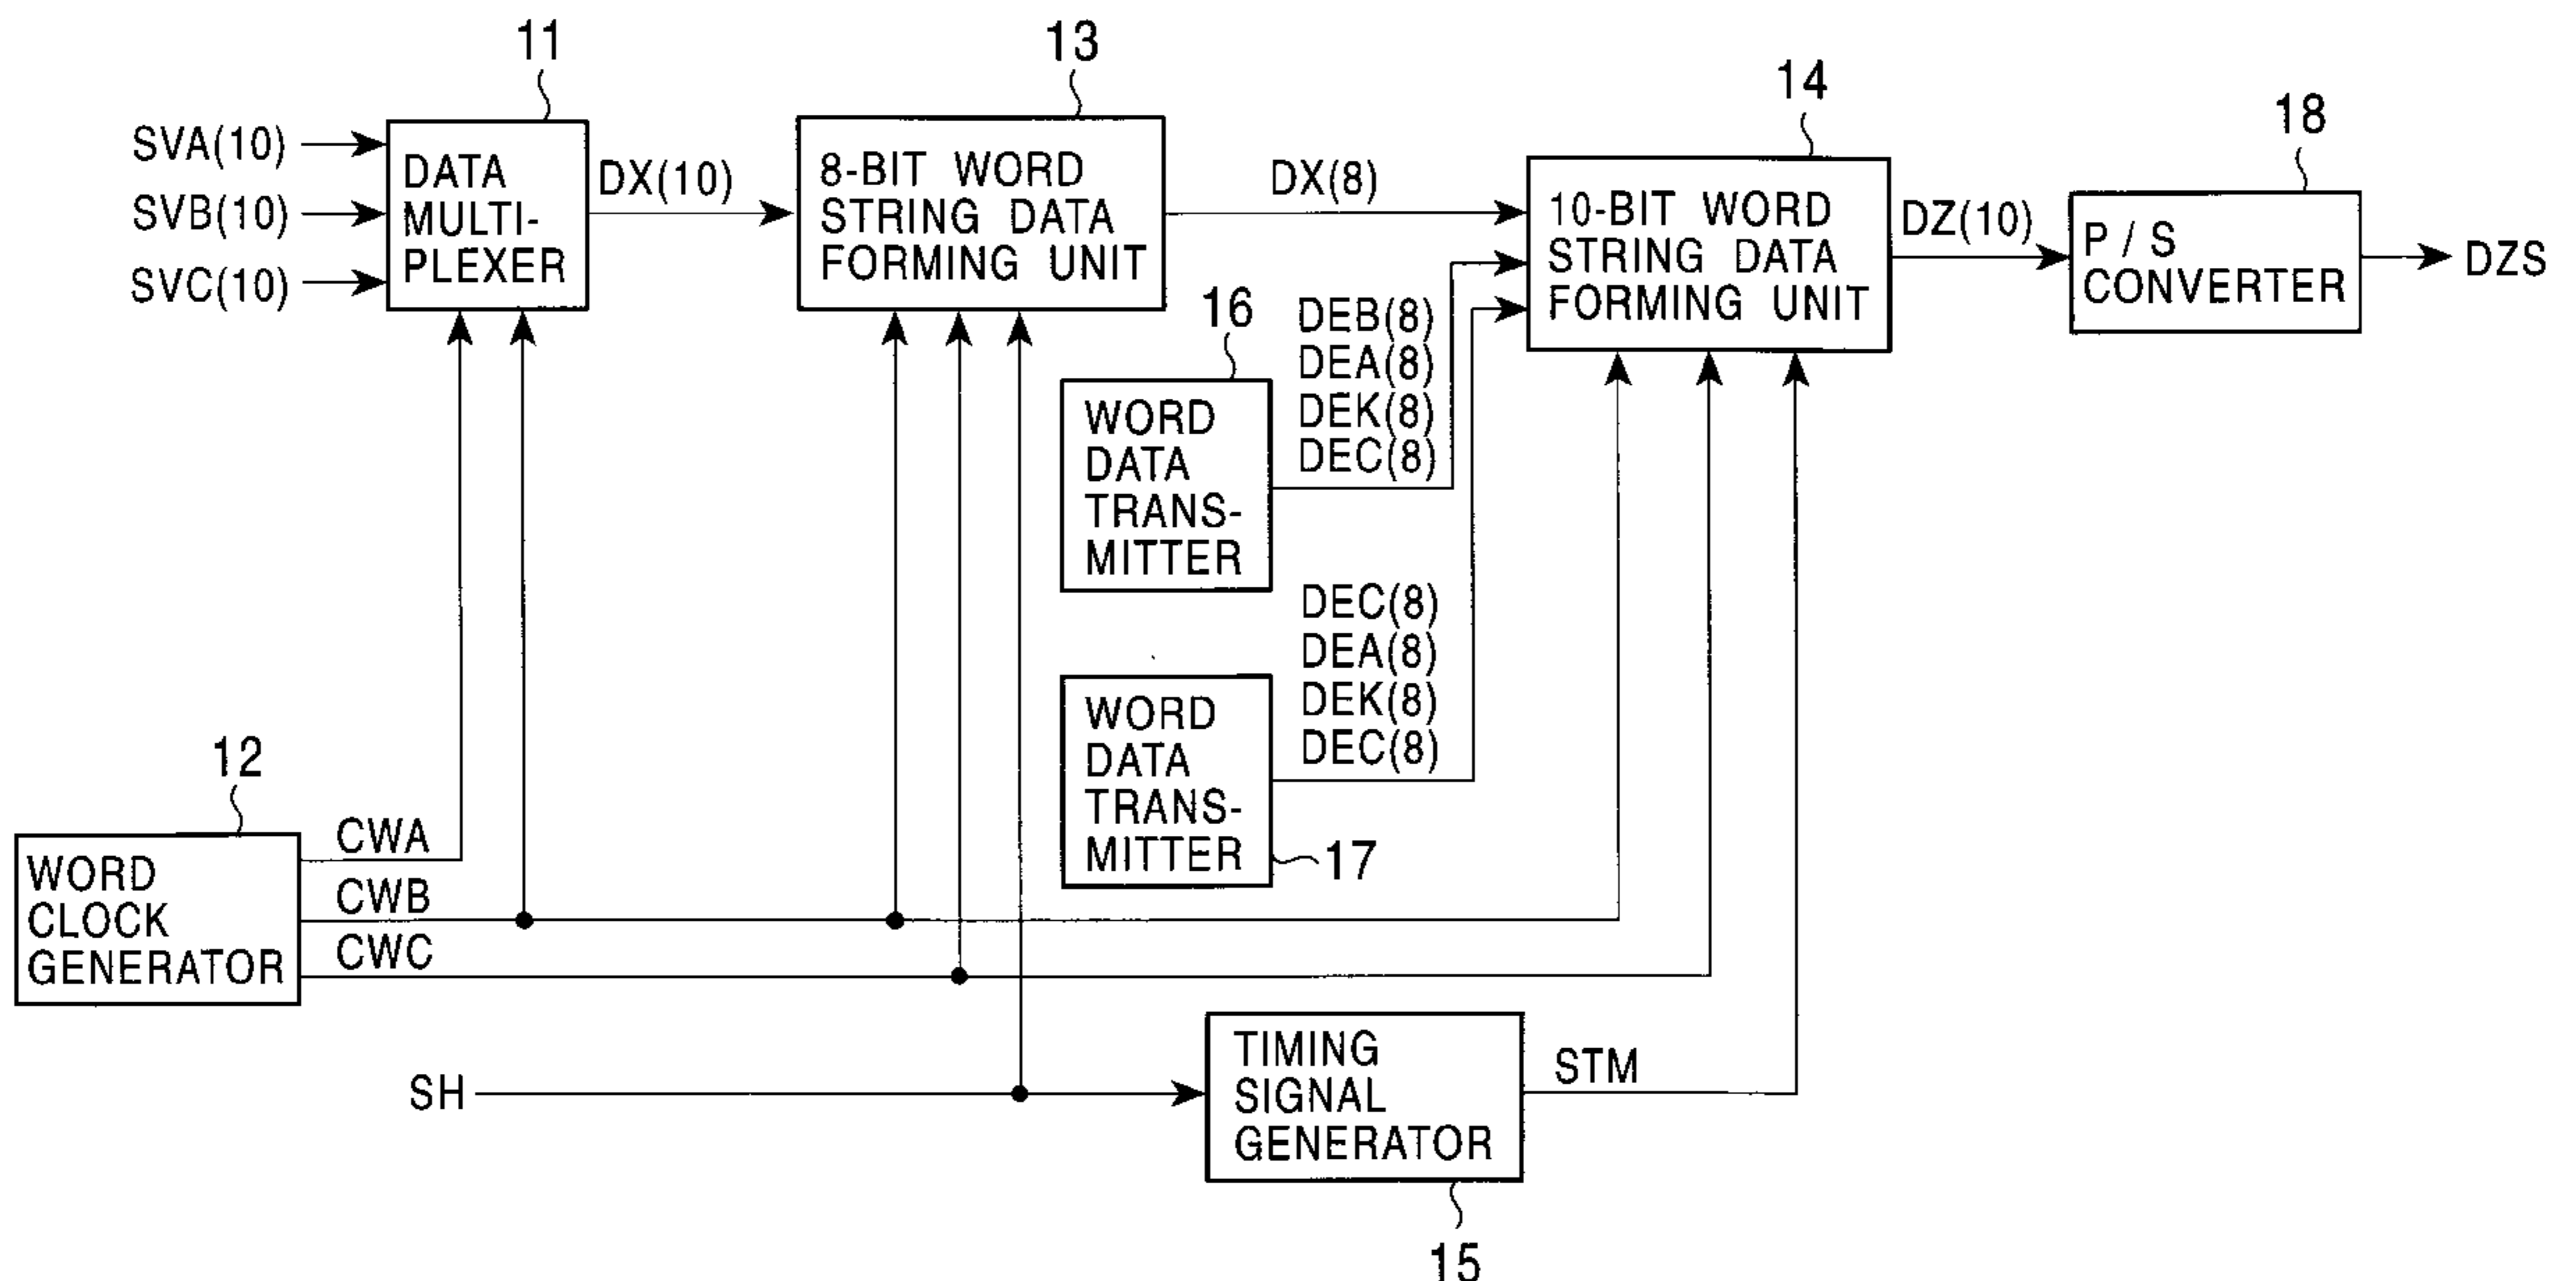 11
13
14
18
SVA(10)
SVB(10)
SVC(10)
DATA
MULTI-
PLEXER
DX(10)
8-BIT WORD
STRING DATA
FORMING UNIT
DX(8)
10-BIT WORD
STRING DATA
FORMING UNIT
DZ(10)
P / S
CONVERTER
DZS
16
WORD
DATA
TRANS-
MITTER
DEB(8)
DEA(8)
DEK(8)
DEC(8)
WORD
DATA
TRANS-
MITTER
17
DEC(8)
DEA(8)
DEK(8)
DEC(8)
12
WORD
CLOCK
GENERATOR
CWA
CWB
CWC
SH
TIMING
SIGNAL
GENERATOR
STM
15